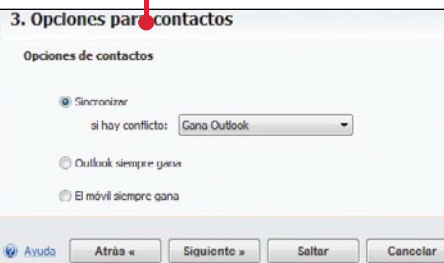 3. Opciones para contactos
Opciones de contactos
Sincronizar
si hay conflicto: Gana Outlook
Outlook siempre gana
El móvil siempre gana
Ayuda Atrás « Siguiente » Saltar Cancelar